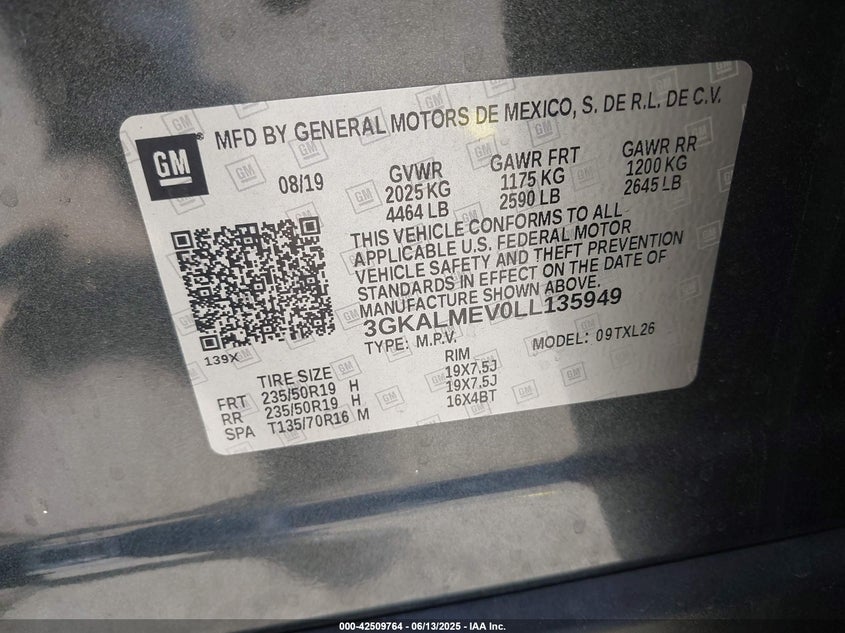 MFD BY GENERAL MOTORS DE MEXICO, S. DE R.L. DE C.V.
GM
08/19 GVWR GAWR FRT GAWR RR
2025 KG 1175 KG 1200 KG
4464 LB 2590 LB 2645 LB
THIS VEHICLE CONFORMS TO ALL
APPLICABLE U.S. FEDERAL MOTOR
VEHICLE SAFETY AND THEFT PREVENTION
STANDARDS IN EFFECT ON THE DATE OF
MANUFACTURE SHOWN ABOVE.
3GKALMEV0LL135949
TYPE: M.P.V. MODEL: 09TXL26
139X
TIRE SIZE RIM
FRT 235/50R19 H 19X7.5J
RR 235/50R19 H 19X7.5J
SPA T135/70R16 M 16X4BT
000-42509764 - 06/13/2025 - IAA Inc.